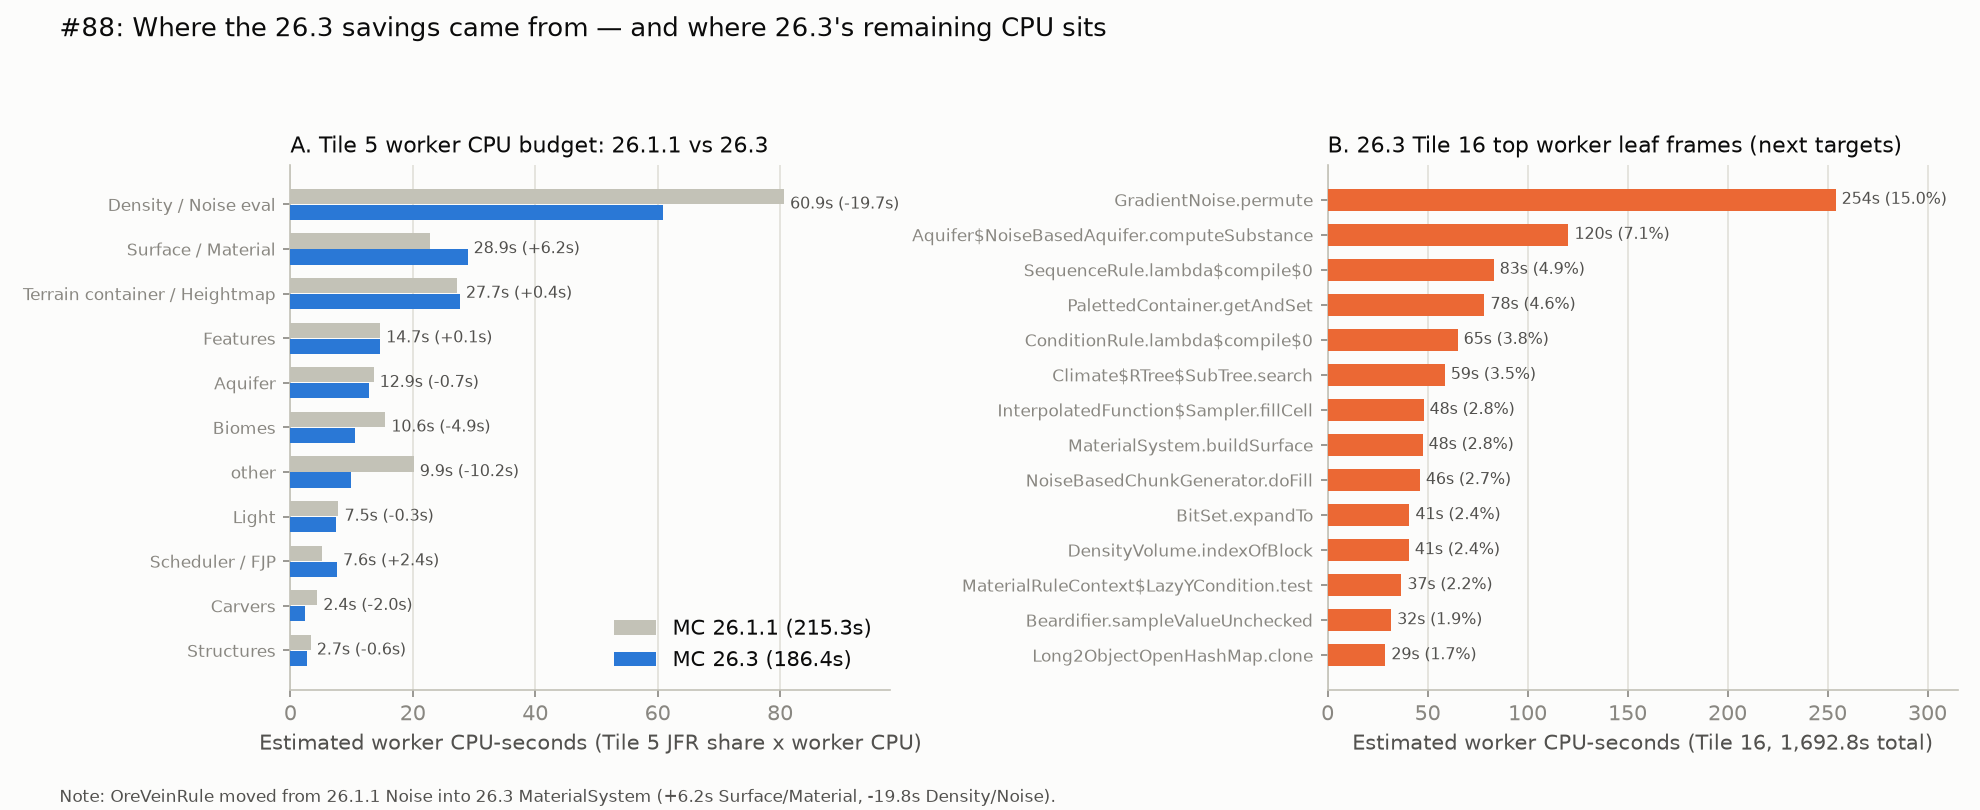 #88: Where the 26.3 savings came from — and where 26.3's remaining CPU sits
A. Tile 5 worker CPU budget: 26.1.1 vs 26.3
Density / Noise eval
60.9s (-19.7s)
Surface / Material
28.9s (+6.2s)
Terrain container / Heightmap
27.7s (+0.4s)
Features
14.7s (+0.1s)
Aquifer
12.9s (-0.7s)
Biomes
10.6s (-4.9s)
other
9.9s (-10.2s)
Light
7.5s (-0.3s)
Scheduler / FJP
7.6s (+2.4s)
Carvers
2.4s (-2.0s)
Structures
2.7s (-0.6s)
MC 26.1.1 (215.3s)
MC 26.3 (186.4s)
0 20 40 60 80
Estimated worker CPU-seconds (Tile 5 JFR share x worker CPU)
B. 26.3 Tile 16 top worker leaf frames (next targets)
GradientNoise.permute
254s (15.0%)
Aquifer$NoiseBasedAquifer.computeSubstance
120s (7.1%)
SequenceRule.lambda$compile$0
83s (4.9%)
PalettedContainer.getAndSet
78s (4.6%)
ConditionRule.lambda$compile$0
65s (3.8%)
Climate$RTree$SubTree.search
59s (3.5%)
InterpolatedFunction$Sampler.fillCell
48s (2.8%)
MaterialSystem.buildSurface
48s (2.8%)
NoiseBasedChunkGenerator.doFill
46s (2.7%)
BitSet.expandTo
41s (2.4%)
DensityVolume.indexOfBlock
41s (2.4%)
MaterialRuleContext$LazyYCondition.test
37s (2.2%)
Beardifier.sampleValueUnchecked
32s (1.9%)
Long2ObjectOpenHashMap.clone
29s (1.7%)
0 50 100 150 200 250 300
Estimated worker CPU-seconds (Tile 16, 1,692.8s total)
Note: OreVeinRule moved from 26.1.1 Noise into 26.3 MaterialSystem (+6.2s Surface/Material, -19.8s Density/Noise).